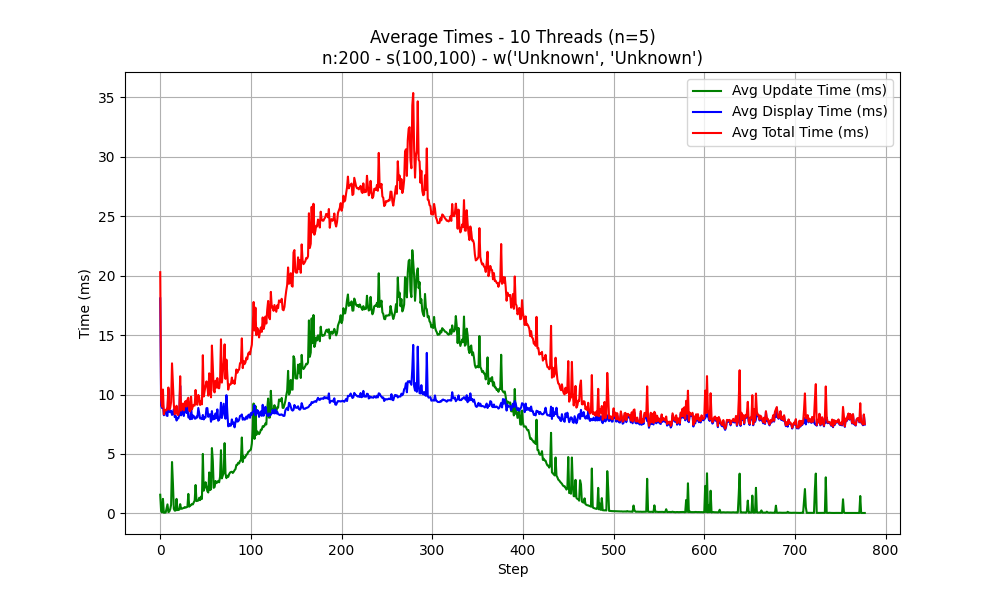 Average Times - 10 Threads (n=5)
n:200 - s(100,100) - w('Unknown', 'Unknown')
Avg Update Time (ms)
Avg Display Time (ms)
Avg Total Time (ms)
Time (ms)
35
30
25
20
15
10
5
0
0 100 200 300 400 500 600 700 800
Step